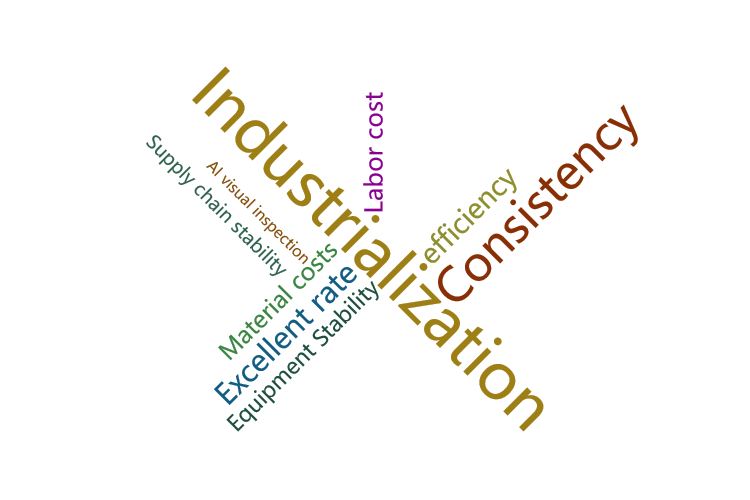 Industrialization
Labor cost
Consistency
Supply chain stability
AI visual inspection
efficiency
Material costs
Excellent rate
Equipment Stability